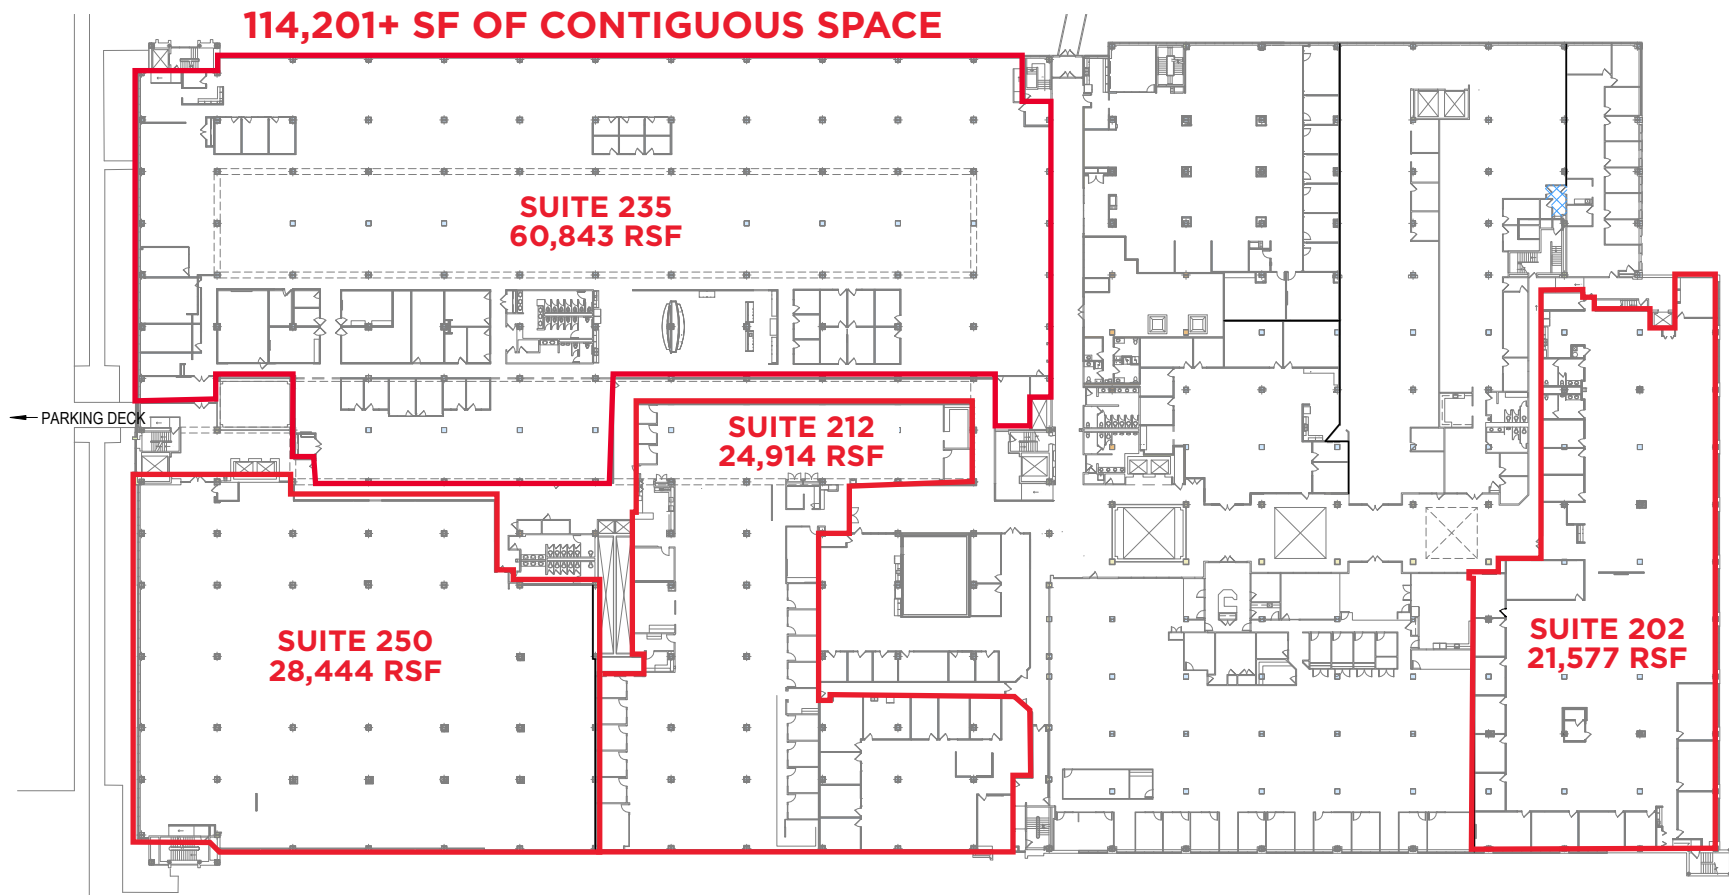 114,201+ SF OF CONTIGUOUS SPACE
SUITE 235
60,843 RSF
PARKING DECK
SUITE 212
24,914 RSF
SUITE 250
28,444 RSF
SUITE 202
21,577 RSF